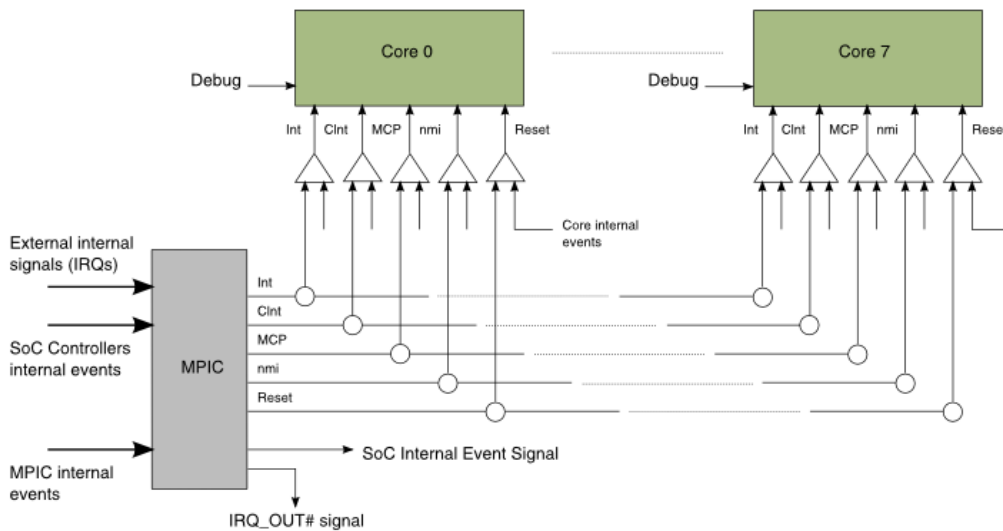 Core 0
Core 7
Debug
Debug
Int
CInt
MCP
nmi
Reset
Int
CInt
MCP
nmi
Rese
Core internal
events
External internal
signals (IRQs)
SoC Controllers
internal events
MPIC internal
events
MPIC
Int
CInt
MCP
nmi
Reset
SoC Internal Event Signal
IRQ_OUT# signal